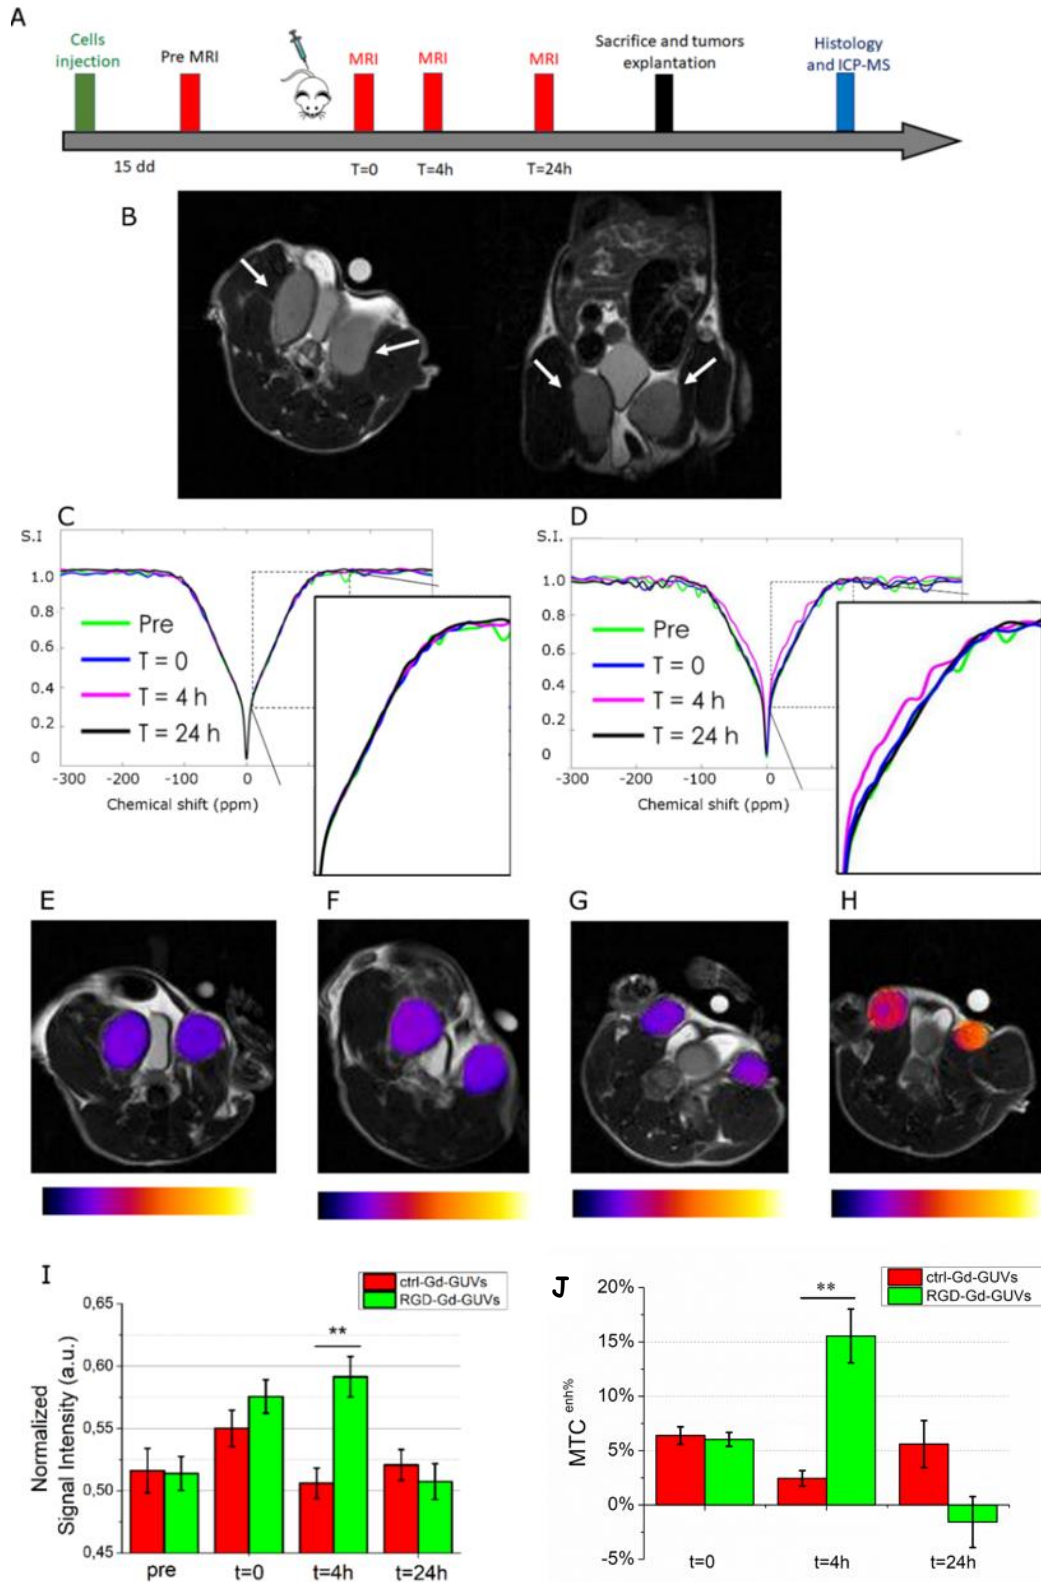 A
Cells
injection
Pre MRI
MRI
MRI
MRI
Sacrifice and tumors
explantation
Histology
and ICP-MS
15 dd
T=0
T=4h
T=24h
B
C
S.I
1.0
0.8
0.6
0.4
0.2
0
Pre
T = 0
T = 4 h
T = 24 h
-300
-200
-100
0
Chemical shift (ppm)
D
S.I.
1.0
0.8
0.6
0.4
0.2
0
Pre
T = 0
T = 4 h
T = 24 h
-300
-200
-100
0
Chemical shift (ppm)
E
F
G
H
I
ctrl-Gd-GUVs
RGD-Gd-GUVs
0,65
0,60
0,55
0,50
0,45
Normalized
Signal Intensity (a.u.)
**
pre
t=0
t=4h
t=24h
J
ctrl-Gd-GUVs
RGD-Gd-GUVs
20%
15%
10%
5%
0%
-5%
MTC enh%
**
t=0
t=4h
t=24h